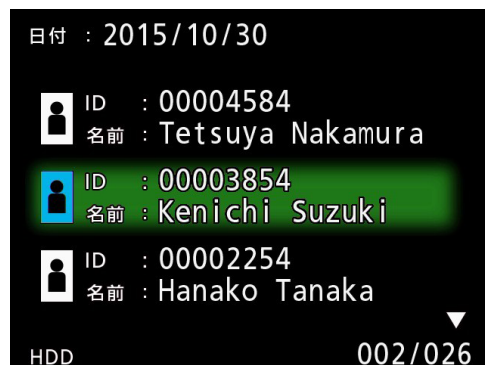 日付 : 2015/10/30
ID : 00004584
名前 : Tetsuya Nakamura
ID : 00003854
名前 : Kenichi Suzuki
ID : 00002254
名前 : Hanako Tanaka
HDD 002/026